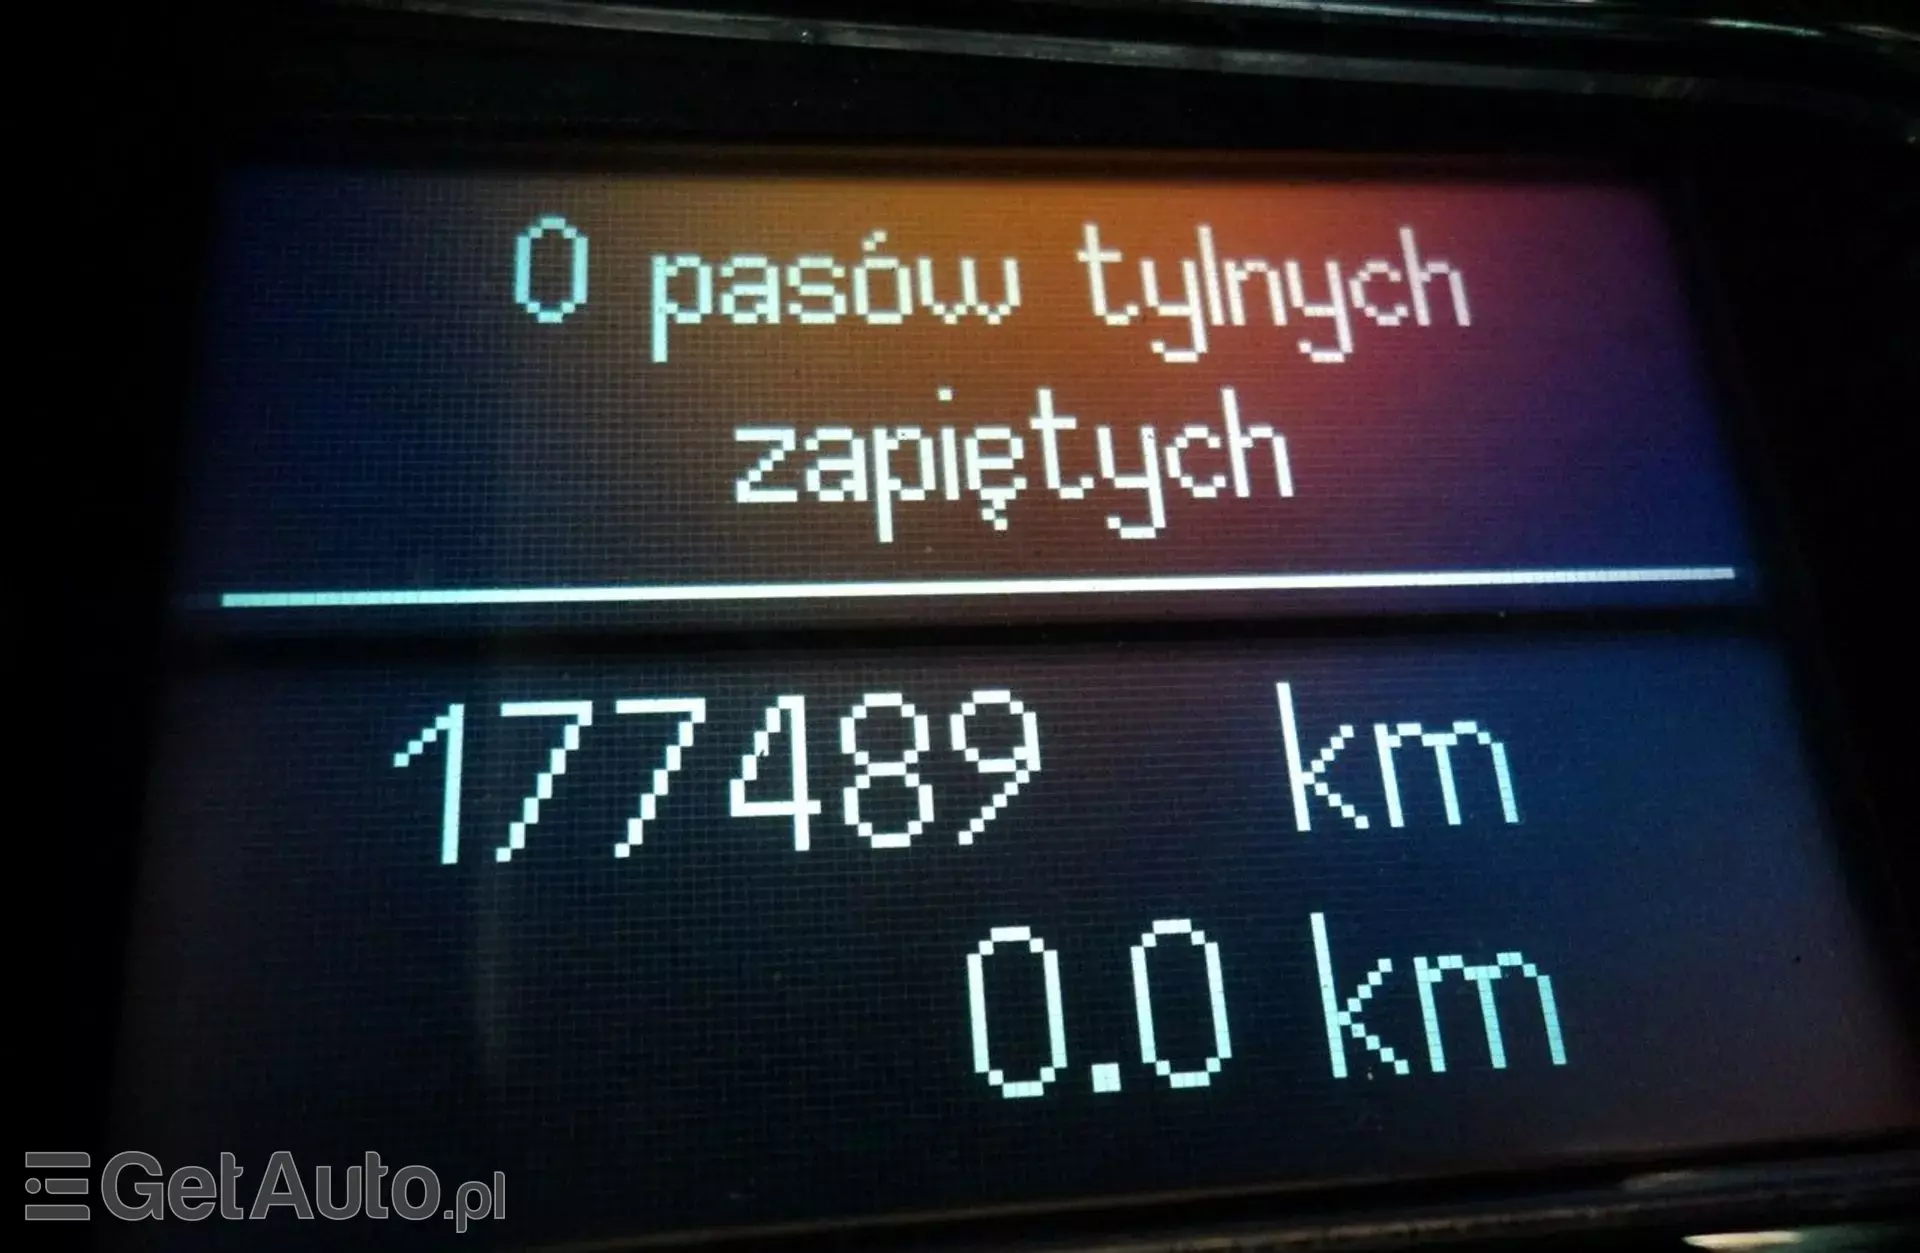 0 pasów tylnych
zapiętych
177489 km
0.0 km
GetAuto.pl